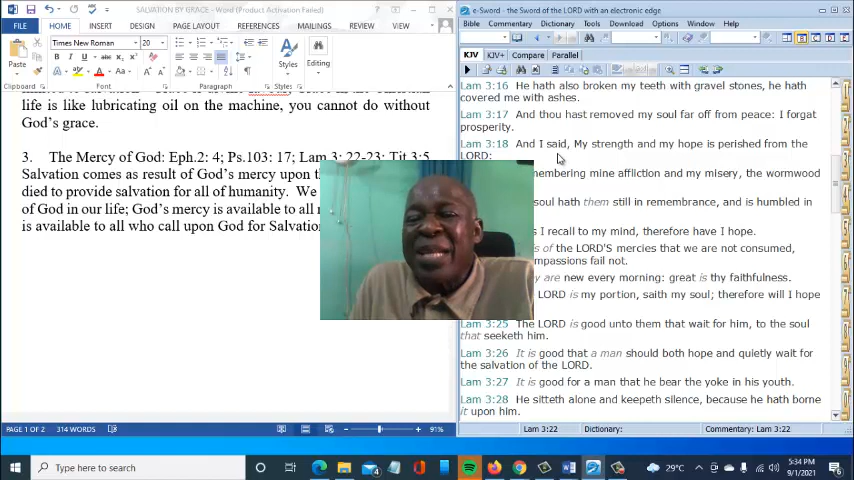 SALVATION BY GRACE - Word (Product Activation Failed)
FILE HOME INSERT DESIGN PAGE LAYOUT REFERENCES MAILINGS REVIEW VIEW
Times New Roman 20
Styles Editing
Clipboard Font Paragraph Styles
life is like lubricating oil on the machine, you cannot do without
God's grace.
3. The Mercy of God: Eph.2: 4; Ps.103: 17; Lam 3: 22-23; Tit 3:5
Salvation comes as result of God's mercy upon
died to provide salvation for all of humanity. We
of God in our life; God's mercy is available to all
is available to all who call upon God for Salvation
PAGE 1 OF 2 314 WORDS 91%
e-Sword - the Sword of the LORD with an electronic edge
Bible Commentary Dictionary Tools Download Options Window Help
KJV KJV+ Compare Parallel
Lam 3:16 He hath also broken my teeth with gravel stones, he hath
covered me with ashes.
Lam 3:17 And thou hast removed my soul far off from peace: I forgat
prosperity.
Lam 3:18 And I said, My strength and my hope is perished from the
LORD:
membering mine affliction and my misery, the wormwood
soul hath them still in remembrance, and is humbled in
s I recall to my mind, therefore have I hope.
is of the LORD'S mercies that we are not consumed,
ompassions fail not.
ey are new every morning: great is thy faithfulness.
LORD is my portion, saith my soul; therefore will I hope
Lam 3:25 The LORD is good unto them that wait for him, to the soul
that seeketh him.
Lam 3:26 It is good that a man should both hope and quietly wait for
the salvation of the LORD.
Lam 3:27 It is good for a man that he bear the yoke in his youth.
Lam 3:28 He sitteth alone and keepeth silence, because he hath borne
it upon him.
Lam 3:22 Dictionary: Commentary: Lam 3:22
Type here to search
29°C
5:34 PM
9/1/2021